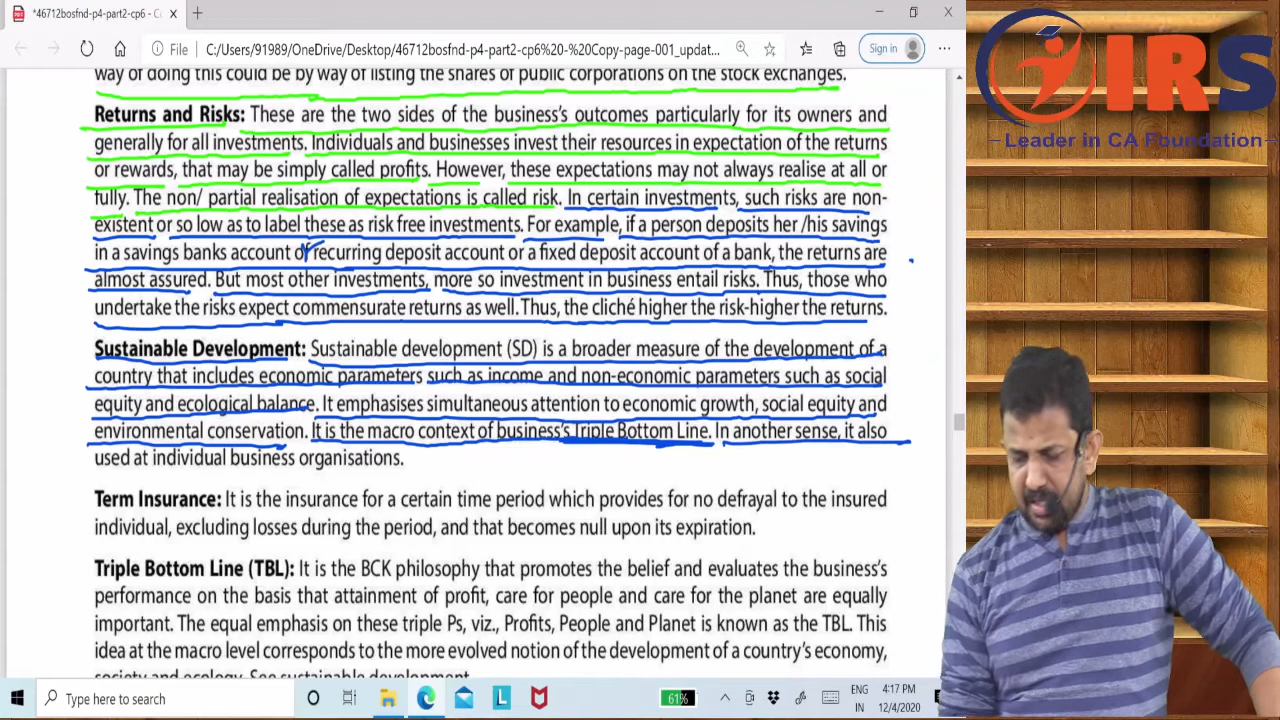 *46712bosfnd-p4-part2-cp6 - C
File C:/Users/91989/OneDrive/Desktop/46712bosfnd-p4-part2-cp6%20-%20Copy-page-001_updat...
Sign in
IRS
Leader in CA Foundation
way of doing this could be by way of listing the shares of public corporations on the stock exchanges.
Returns and Risks: These are the two sides of the business's outcomes particularly for its owners and
generally for all investments. Individuals and businesses invest their resources in expectation of the returns
or rewards, that may be simply called profits. However, these expectations may not always realise at all or
fully. The non/ partial realisation of expectations is called risk. In certain investments, such risks are non-
existent or so low as to label these as risk free investments. For example, if a person deposits her /his savings
in a savings banks account or recurring deposit account or a fixed deposit account of a bank, the returns are
almost assured. But most other investments, more so investment in business entail risks. Thus, those who
undertake the risks expect commensurate returns as well. Thus, the cliché higher the risk-higher the returns.
Sustainable Development: Sustainable development (SD) is a broader measure of the development of a
country that includes economic parameters such as income and non-economic parameters such as social
equity and ecological balance. It emphasises simultaneous attention to economic growth, social equity and
environmental conservation. It is the macro context of business's Triple Bottom Line. In another sense, it also
used at individual business organisations.
Term Insurance: It is the insurance for a certain time period which provides for no defrayal to the insured
individual, excluding losses during the period, and that becomes null upon its expiration.
Triple Bottom Line (TBL): It is the BCK philosophy that promotes the belief and evaluates the business's
performance on the basis that attainment of profit, care for people and care for the planet are equally
important. The equal emphasis on these triple Ps, viz., Profits, People and Planet is known as the TBL. This
idea at the macro level corresponds to the more evolved notion of the development of a country's economy,
society and ecology. See sustainable development.
Type here to search
L
61%
ENG
IN
4:17 PM
12/4/2020